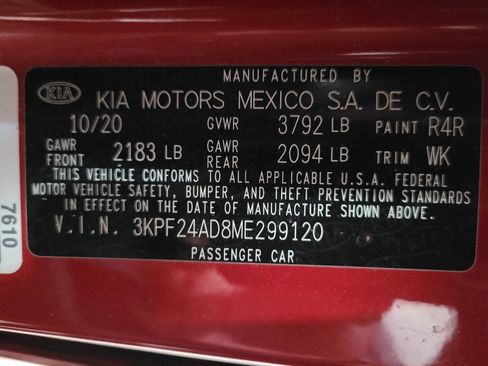 MANUFACTURED BY
KIA KIA MOTORS MEXICO S.A. DE C.V.
10/20 GVWR 3792 LB PAINT R4R
GAWR FRONT 2183 LB GAWR REAR 2094 LB TRIM WK
THIS VEHICLE CONFORMS TO ALL APPLICABLE U.S.A. FEDERAL
MOTOR VEHICLE SAFETY, BUMPER, AND THEFT PREVENTION STANDARDS
IN EFFECT ON THE DATE OF MANUFACTURE SHOWN ABOVE.
V.I.N. 3KPF24AD8ME299120
PASSENGER CAR
7610